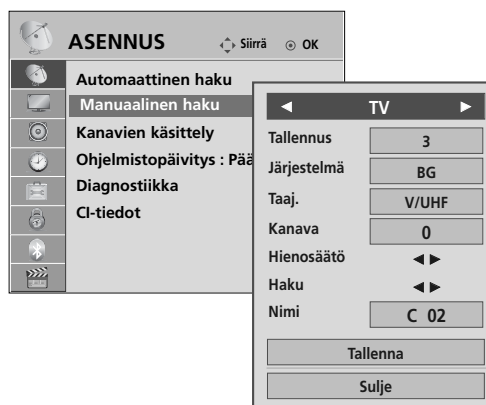 ASENNUS Siirrä OK
Automaattinen haku
Manuaalinen haku
Kanavien käsittely
Ohjelmistopäivitys : Pää
Diagnostiikka
CI-tiedot
TV
Tallennus 3
Järjestelmä BG
Taaj. V/UHF
Kanava 0
Hienosäätö
Haku
Nimi C 02
Tallenna
Sulje